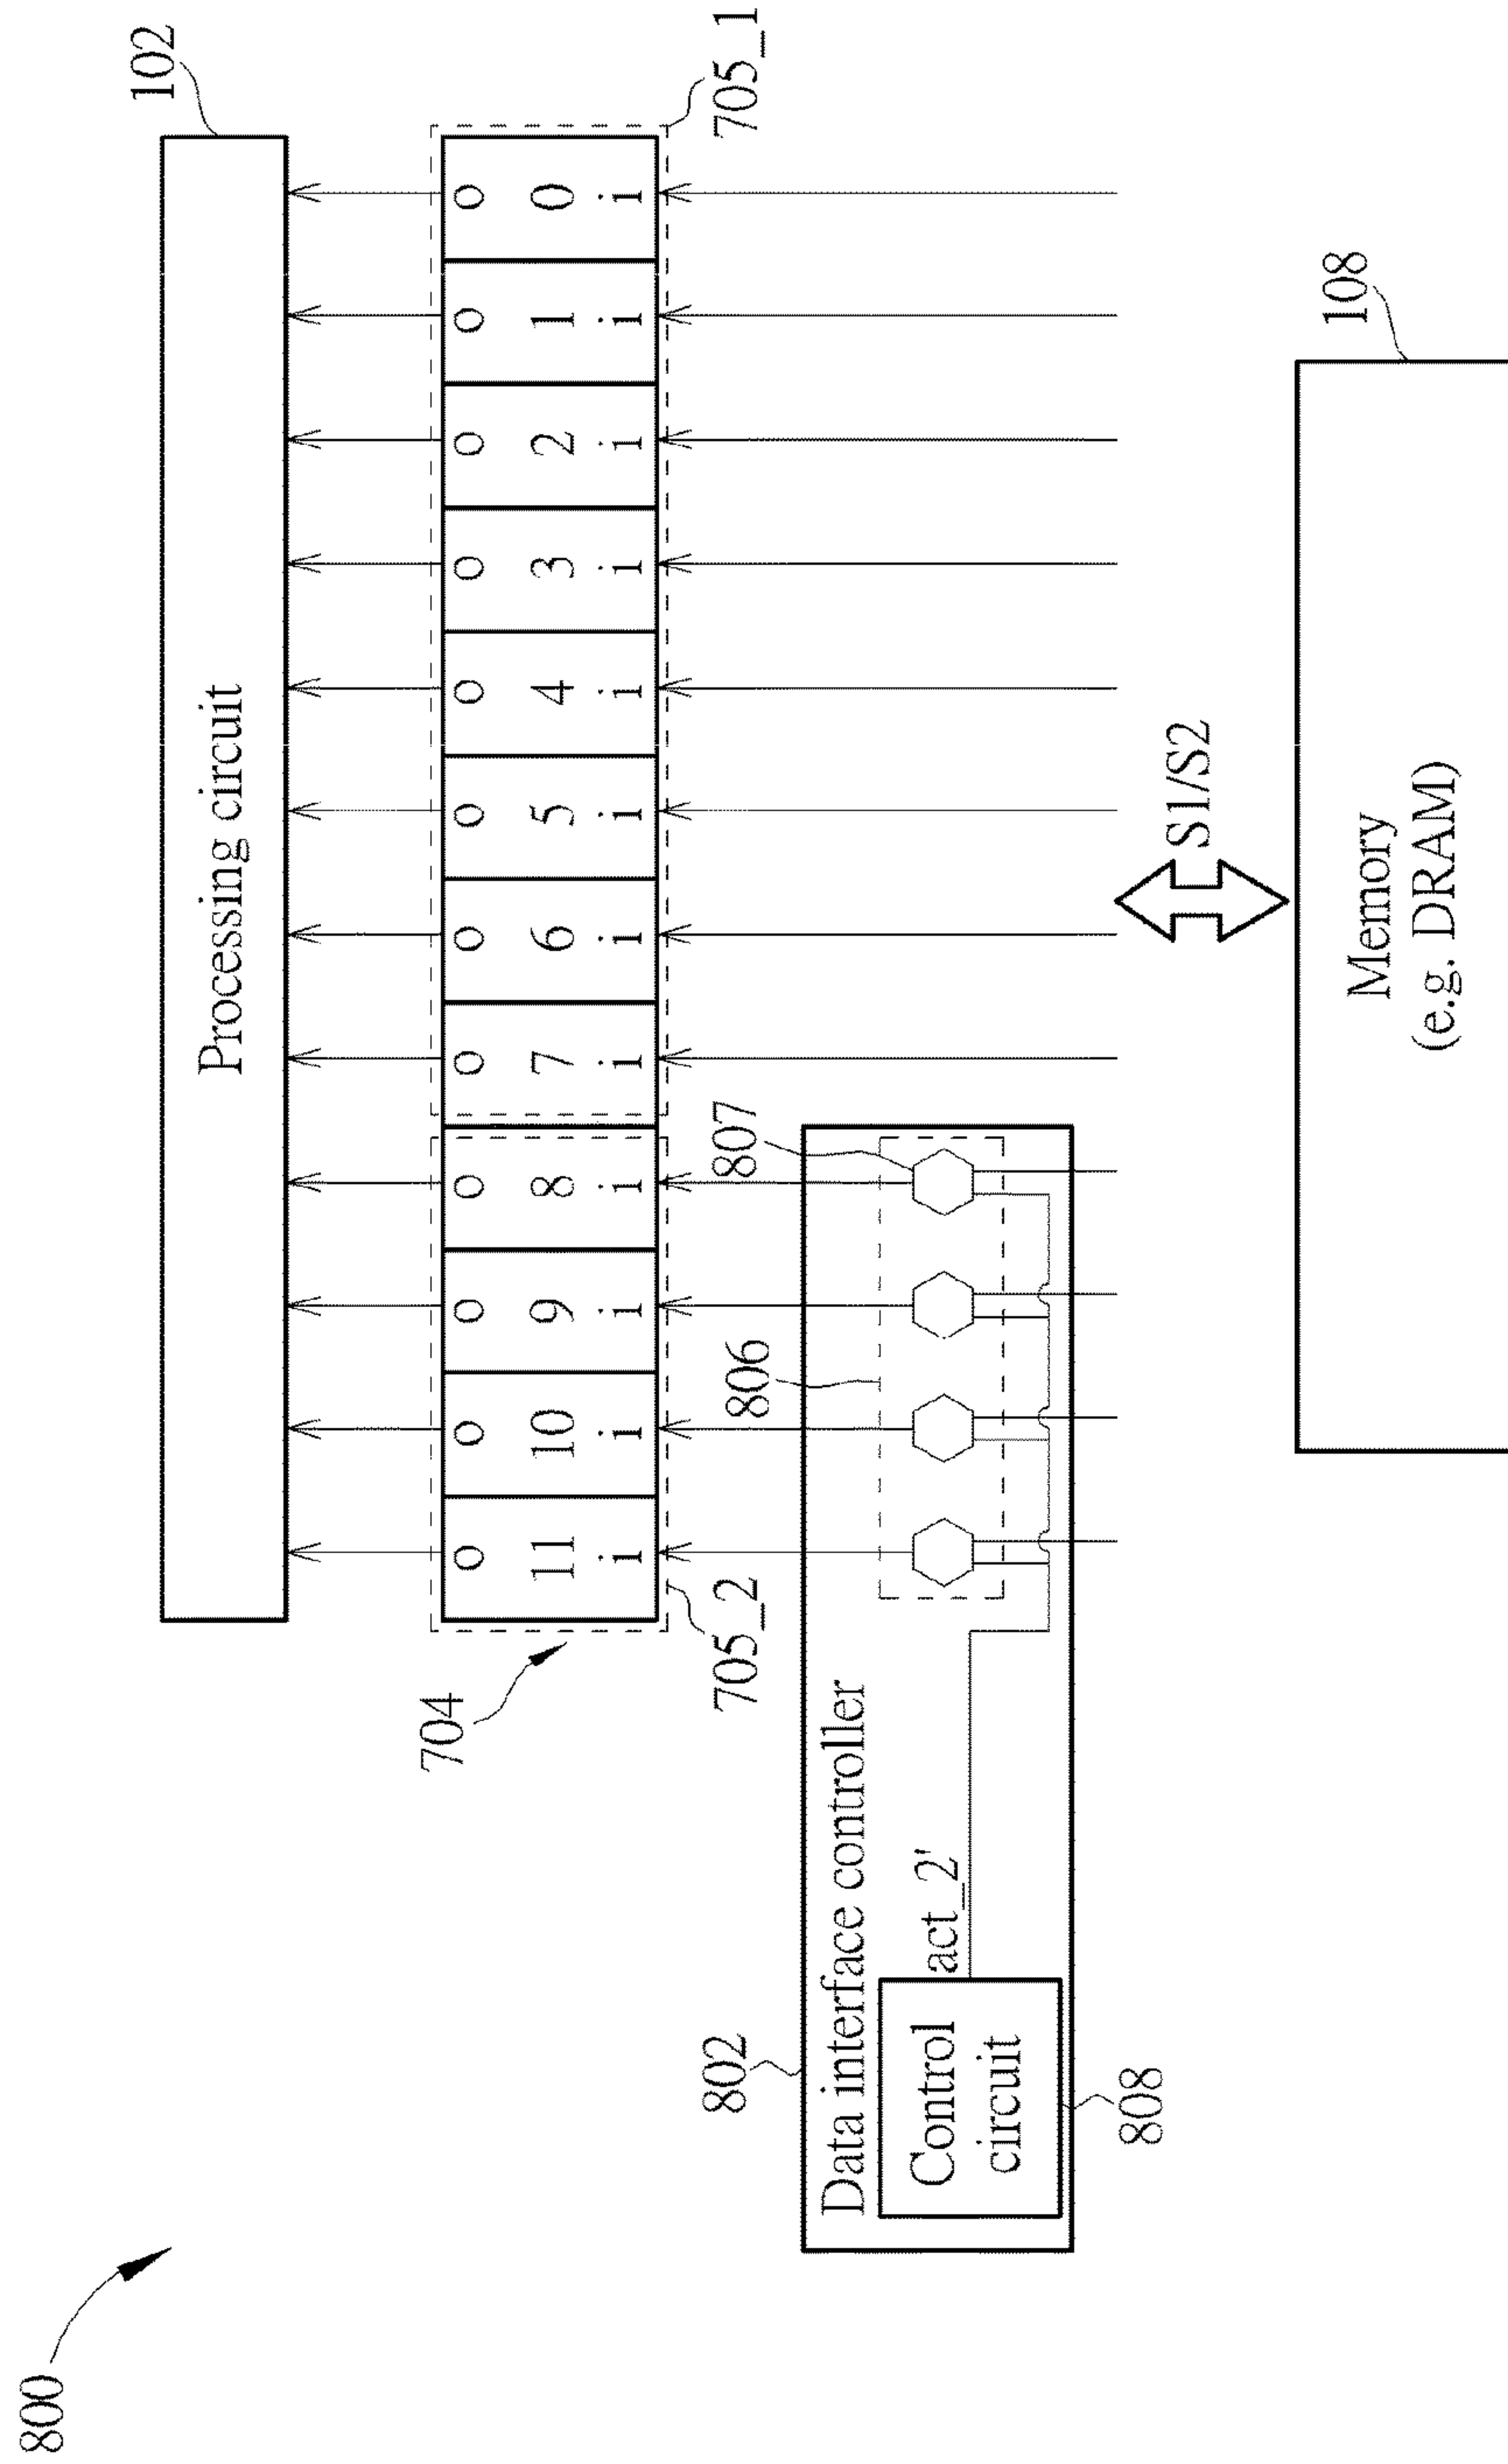 800
102
Processing circuit
704
o o o o o o o o o o o o
11 10 9 8 7 6 5 4 3 2 1 0
i i i i i i i i i i i i
802
705_2
806
807
705_1
Data interface controller
act_2'
Control
circuit
808
S1/S2
108
Memory
(e.g. DRAM)